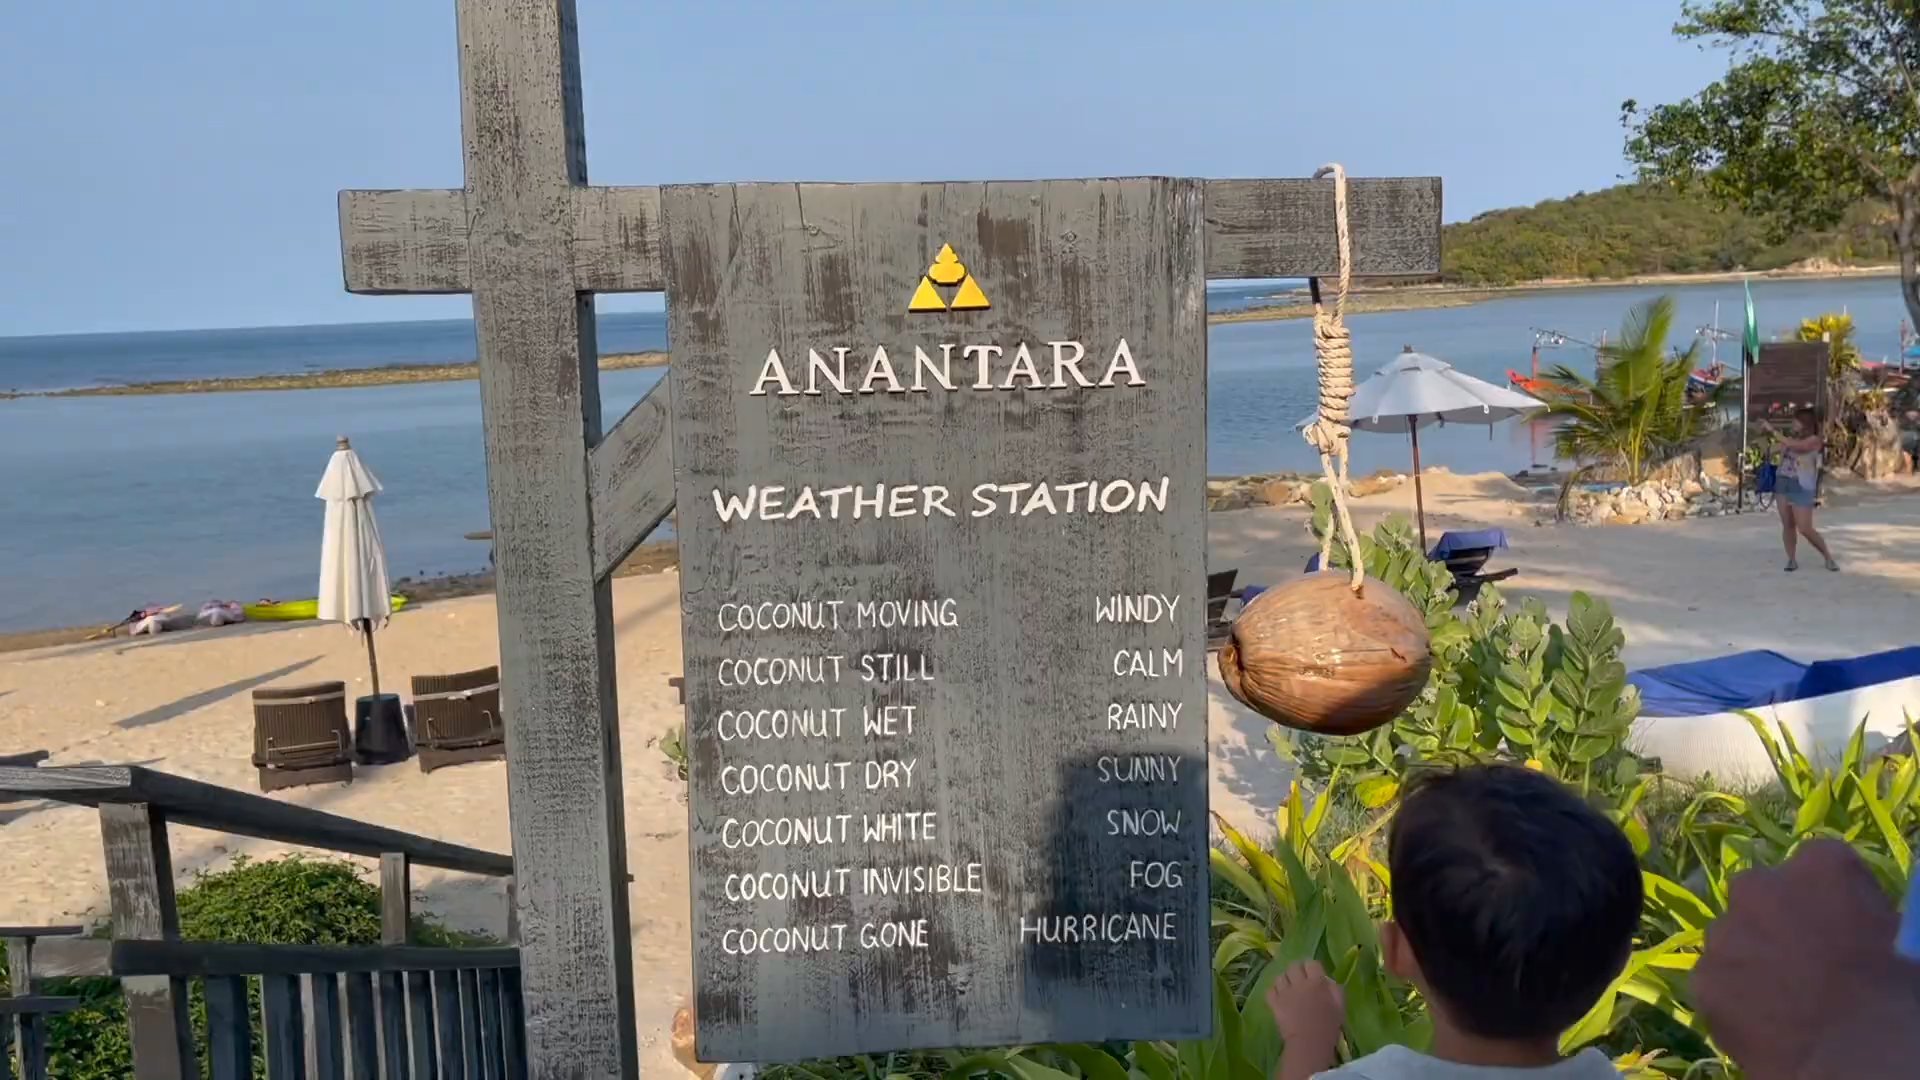 ANANTARA
WEATHER STATION
COCONUT MOVING WINDY
COCONUT STILL CALM
COCONUT WET RAINY
COCONUT DRY SUNNY
COCONUT WHITE SNOW
COCONUT INVISIBLE FOG
COCONUT GONE HURRICANE